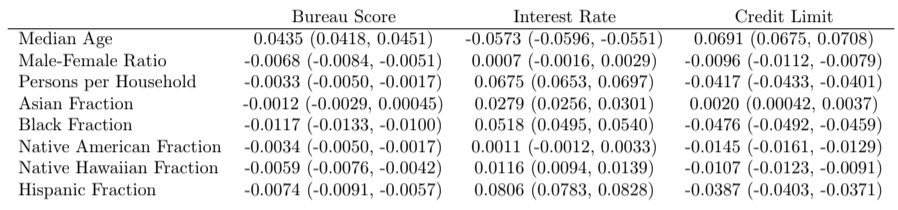 Bureau Score Interest Rate Credit Limit
Median Age 0.0435 (0.0418, 0.0451) -0.0573 (-0.0596, -0.0551) 0.0691 (0.0675, 0.0708)
Male-Female Ratio -0.0068 (-0.0084, -0.0051) 0.0007 (-0.0016, 0.0029) -0.0096 (-0.0112, -0.0079)
Persons per Household -0.0033 (-0.0050, -0.0017) 0.0675 (0.0653, 0.0697) -0.0417 (-0.0433, -0.0401)
Asian Fraction -0.0012 (-0.0029, 0.00045) 0.0279 (0.0256, 0.0301) 0.0020 (0.00042, 0.0037)
Black Fraction -0.0117 (-0.0133, -0.0100) 0.0518 (0.0495, 0.0540) -0.0476 (-0.0492, -0.0459)
Native American Fraction -0.0034 (-0.0050, -0.0017) 0.0011 (-0.0012, 0.0033) -0.0145 (-0.0161, -0.0129)
Native Hawaiian Fraction -0.0059 (-0.0076, -0.0042) 0.0116 (0.0094, 0.0139) -0.0107 (-0.0123, -0.0091)
Hispanic Fraction -0.0074 (-0.0091, -0.0057) 0.0806 (0.0783, 0.0828) -0.0387 (-0.0403, -0.0371)